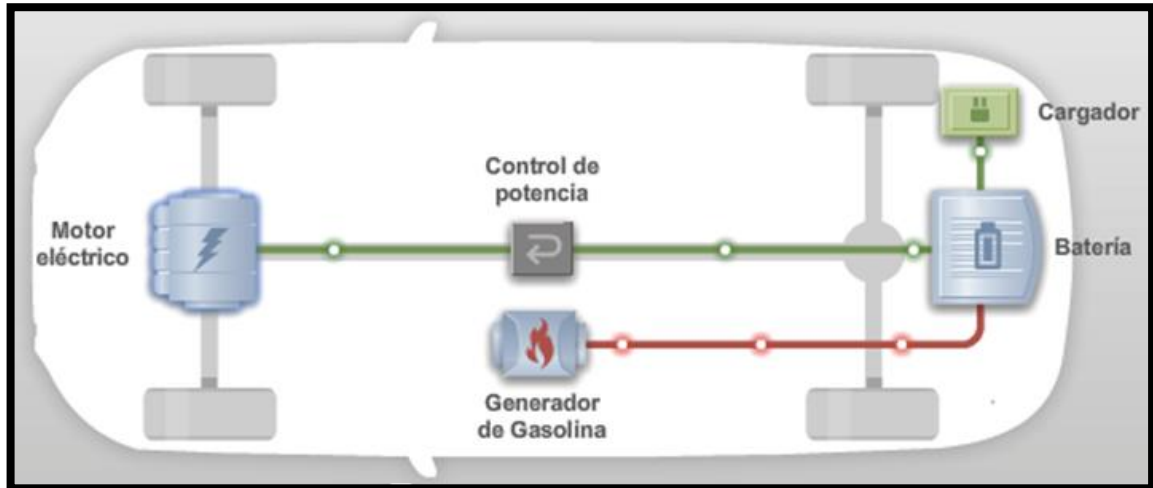 Cargador
Control de
potencia
Motor
eléctrico
Batería
Generador
de Gasolina